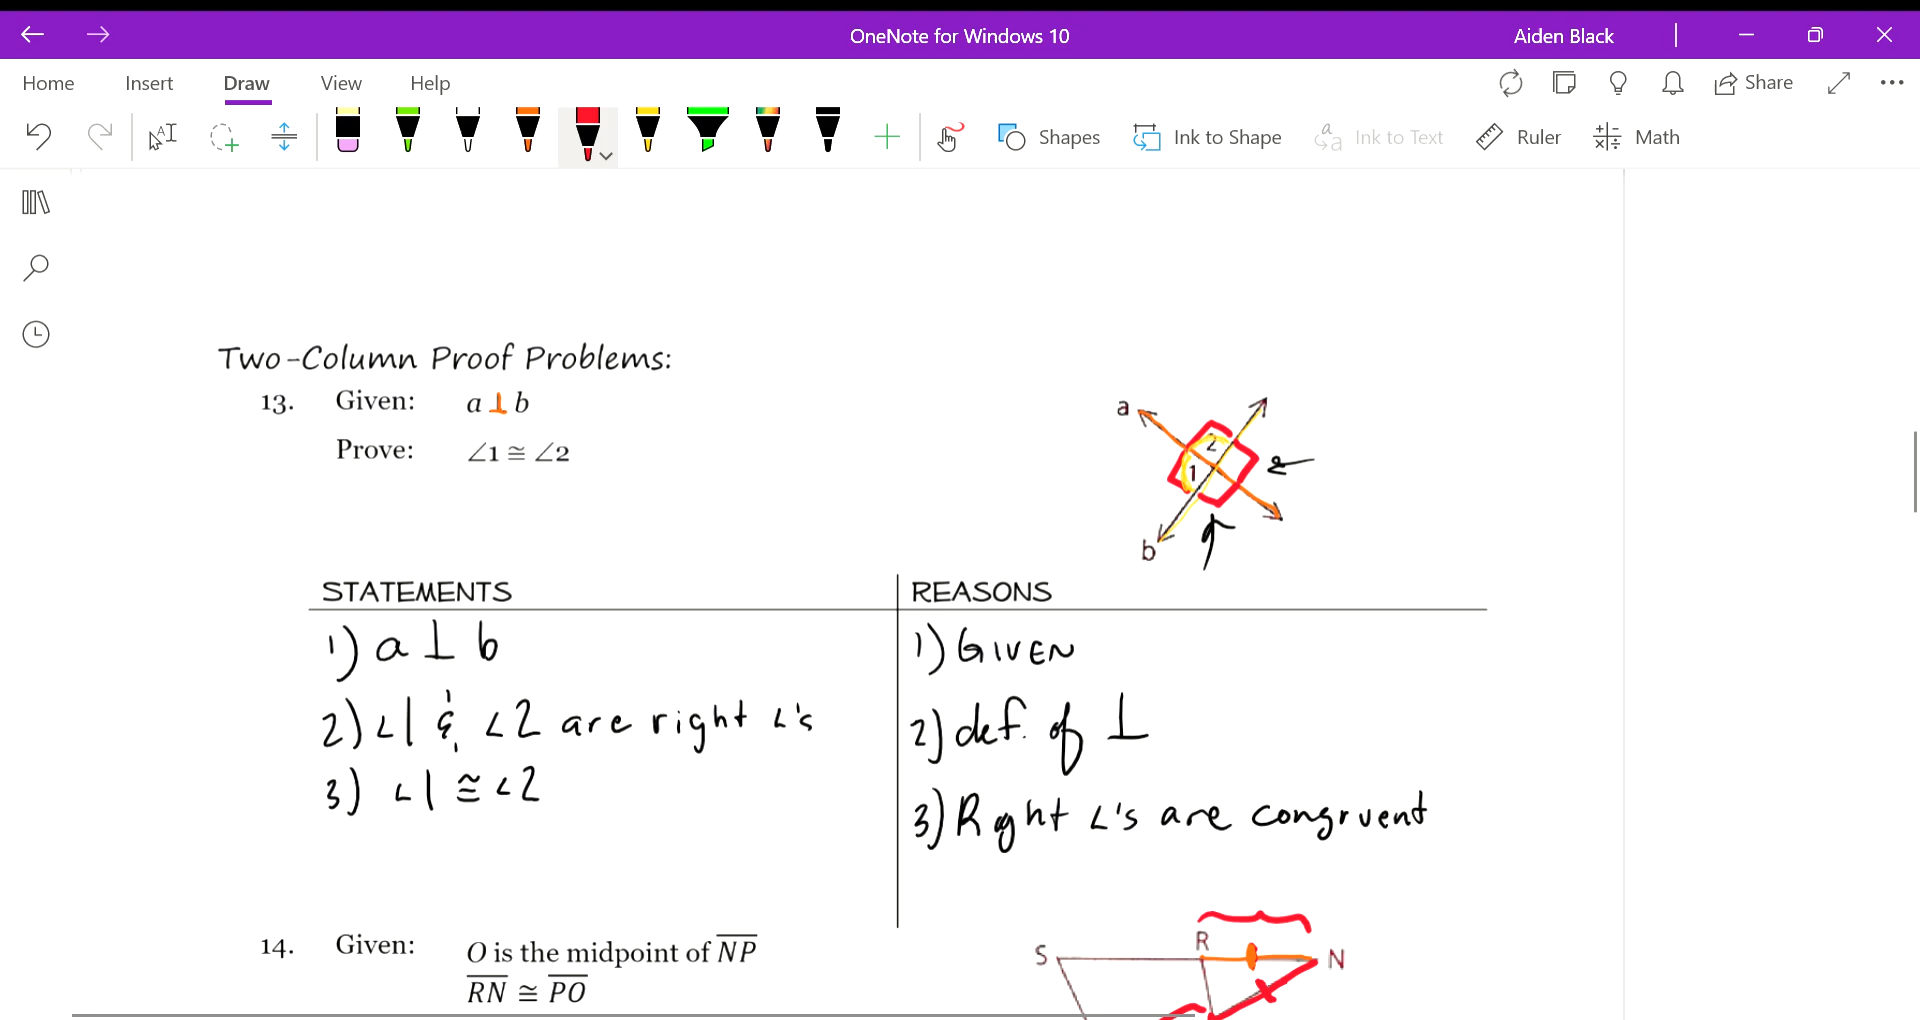 OneNote for Windows 10
Aiden Black
Home Insert Draw View Help
Share
Shapes Ink to Shape Ink to Text Ruler Math
Two-Column Proof Problems:
13. Given: a ⊥ b
Prove: ∠1 ≅ ∠2
a
2
1
2
b
STATEMENTS REASONS
1) a ⊥ b
1) GIVEN
2) ∠1 & ∠2 are right ∠'s
2) def. of ⊥
3) ∠1 ≅ ∠2
3) Right ∠'s are congruent
14. Given: O is the midpoint of NP
RN ≅ PO
S R N